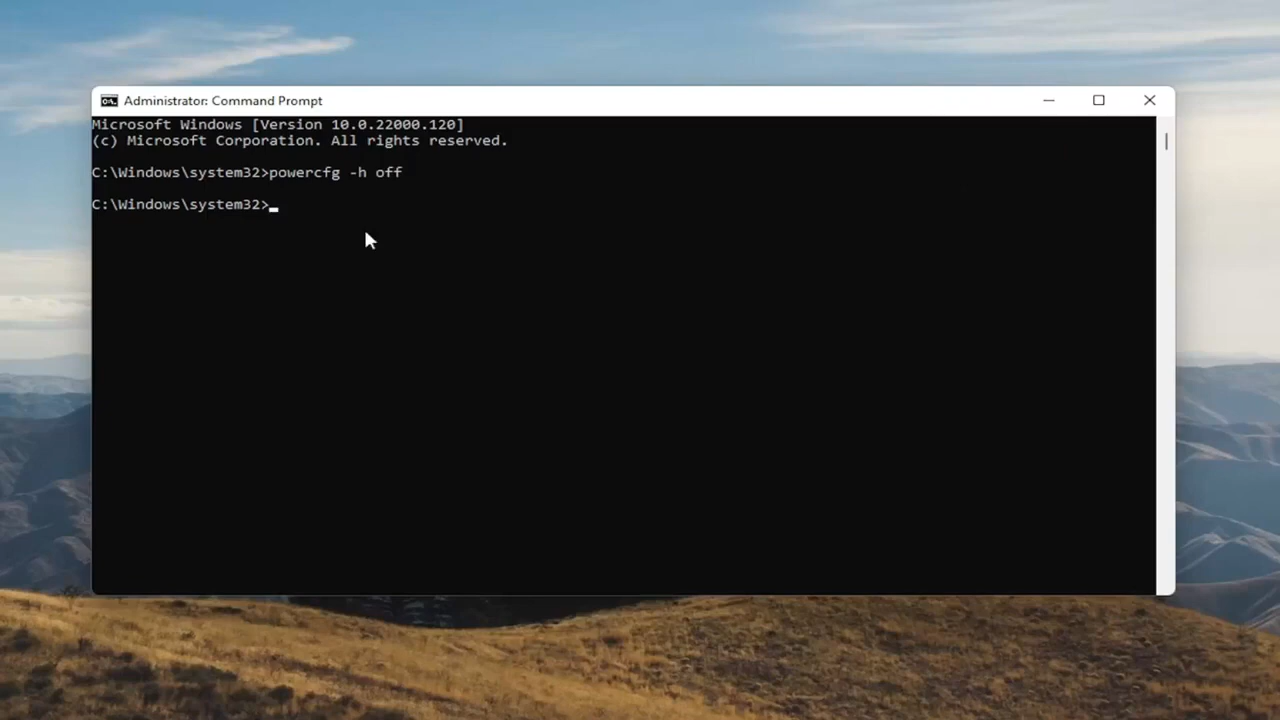 Administrator: Command Prompt
Microsoft Windows [Version 10.0.22000.120]
(c) Microsoft Corporation. All rights reserved.
C:\Windows\system32>powercfg -h off
C:\Windows\system32>